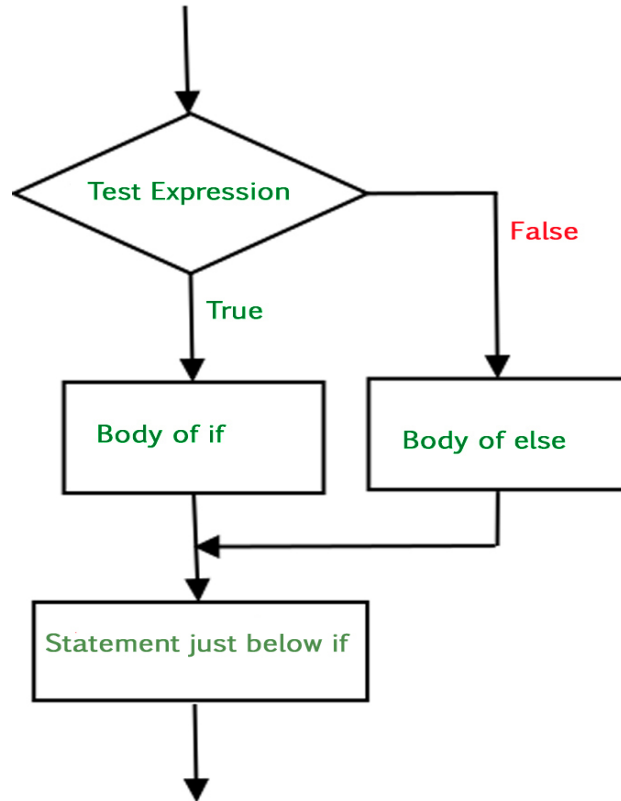 Test Expression
False
True
Body of if
Body of else
Statement just below if